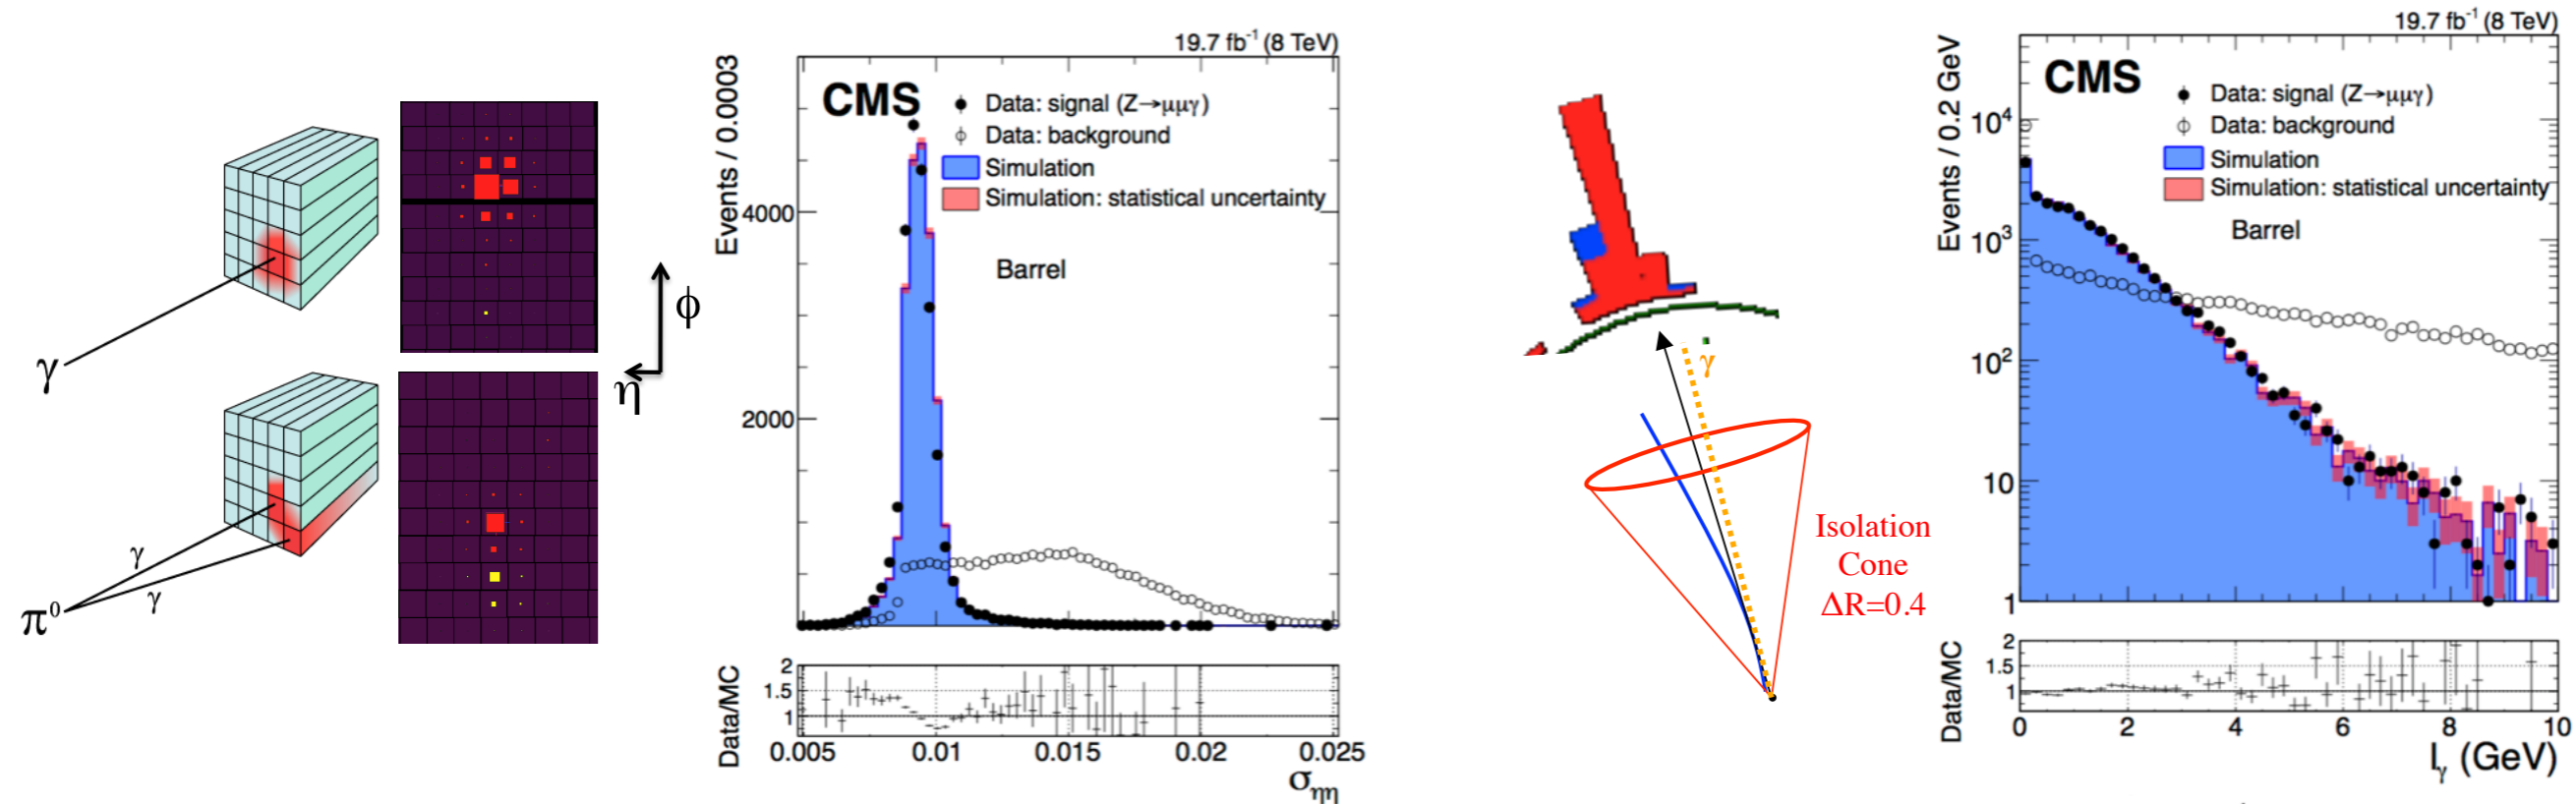 γ
π⁰
γ
γ
ϕ
η
19.7 fb⁻¹ (8 TeV)
CMS
Data: signal (Z→μμγ)
Data: background
Simulation
Simulation: statistical uncertainty
Barrel
Events / 0.0003
4000
2000
Data/MC
2
1.5
1
0.005 0.01 0.015 0.02 0.025
σηη
γ
Isolation
Cone
ΔR=0.4
19.7 fb⁻¹ (8 TeV)
CMS
Data: signal (Z→μμγ)
Data: background
Simulation
Simulation: statistical uncertainty
Barrel
Events / 0.2 GeV
10⁴
10³
10²
10
1
Data/MC
2
1.5
1
0 2 4 6 8 10
Iγ (GeV)